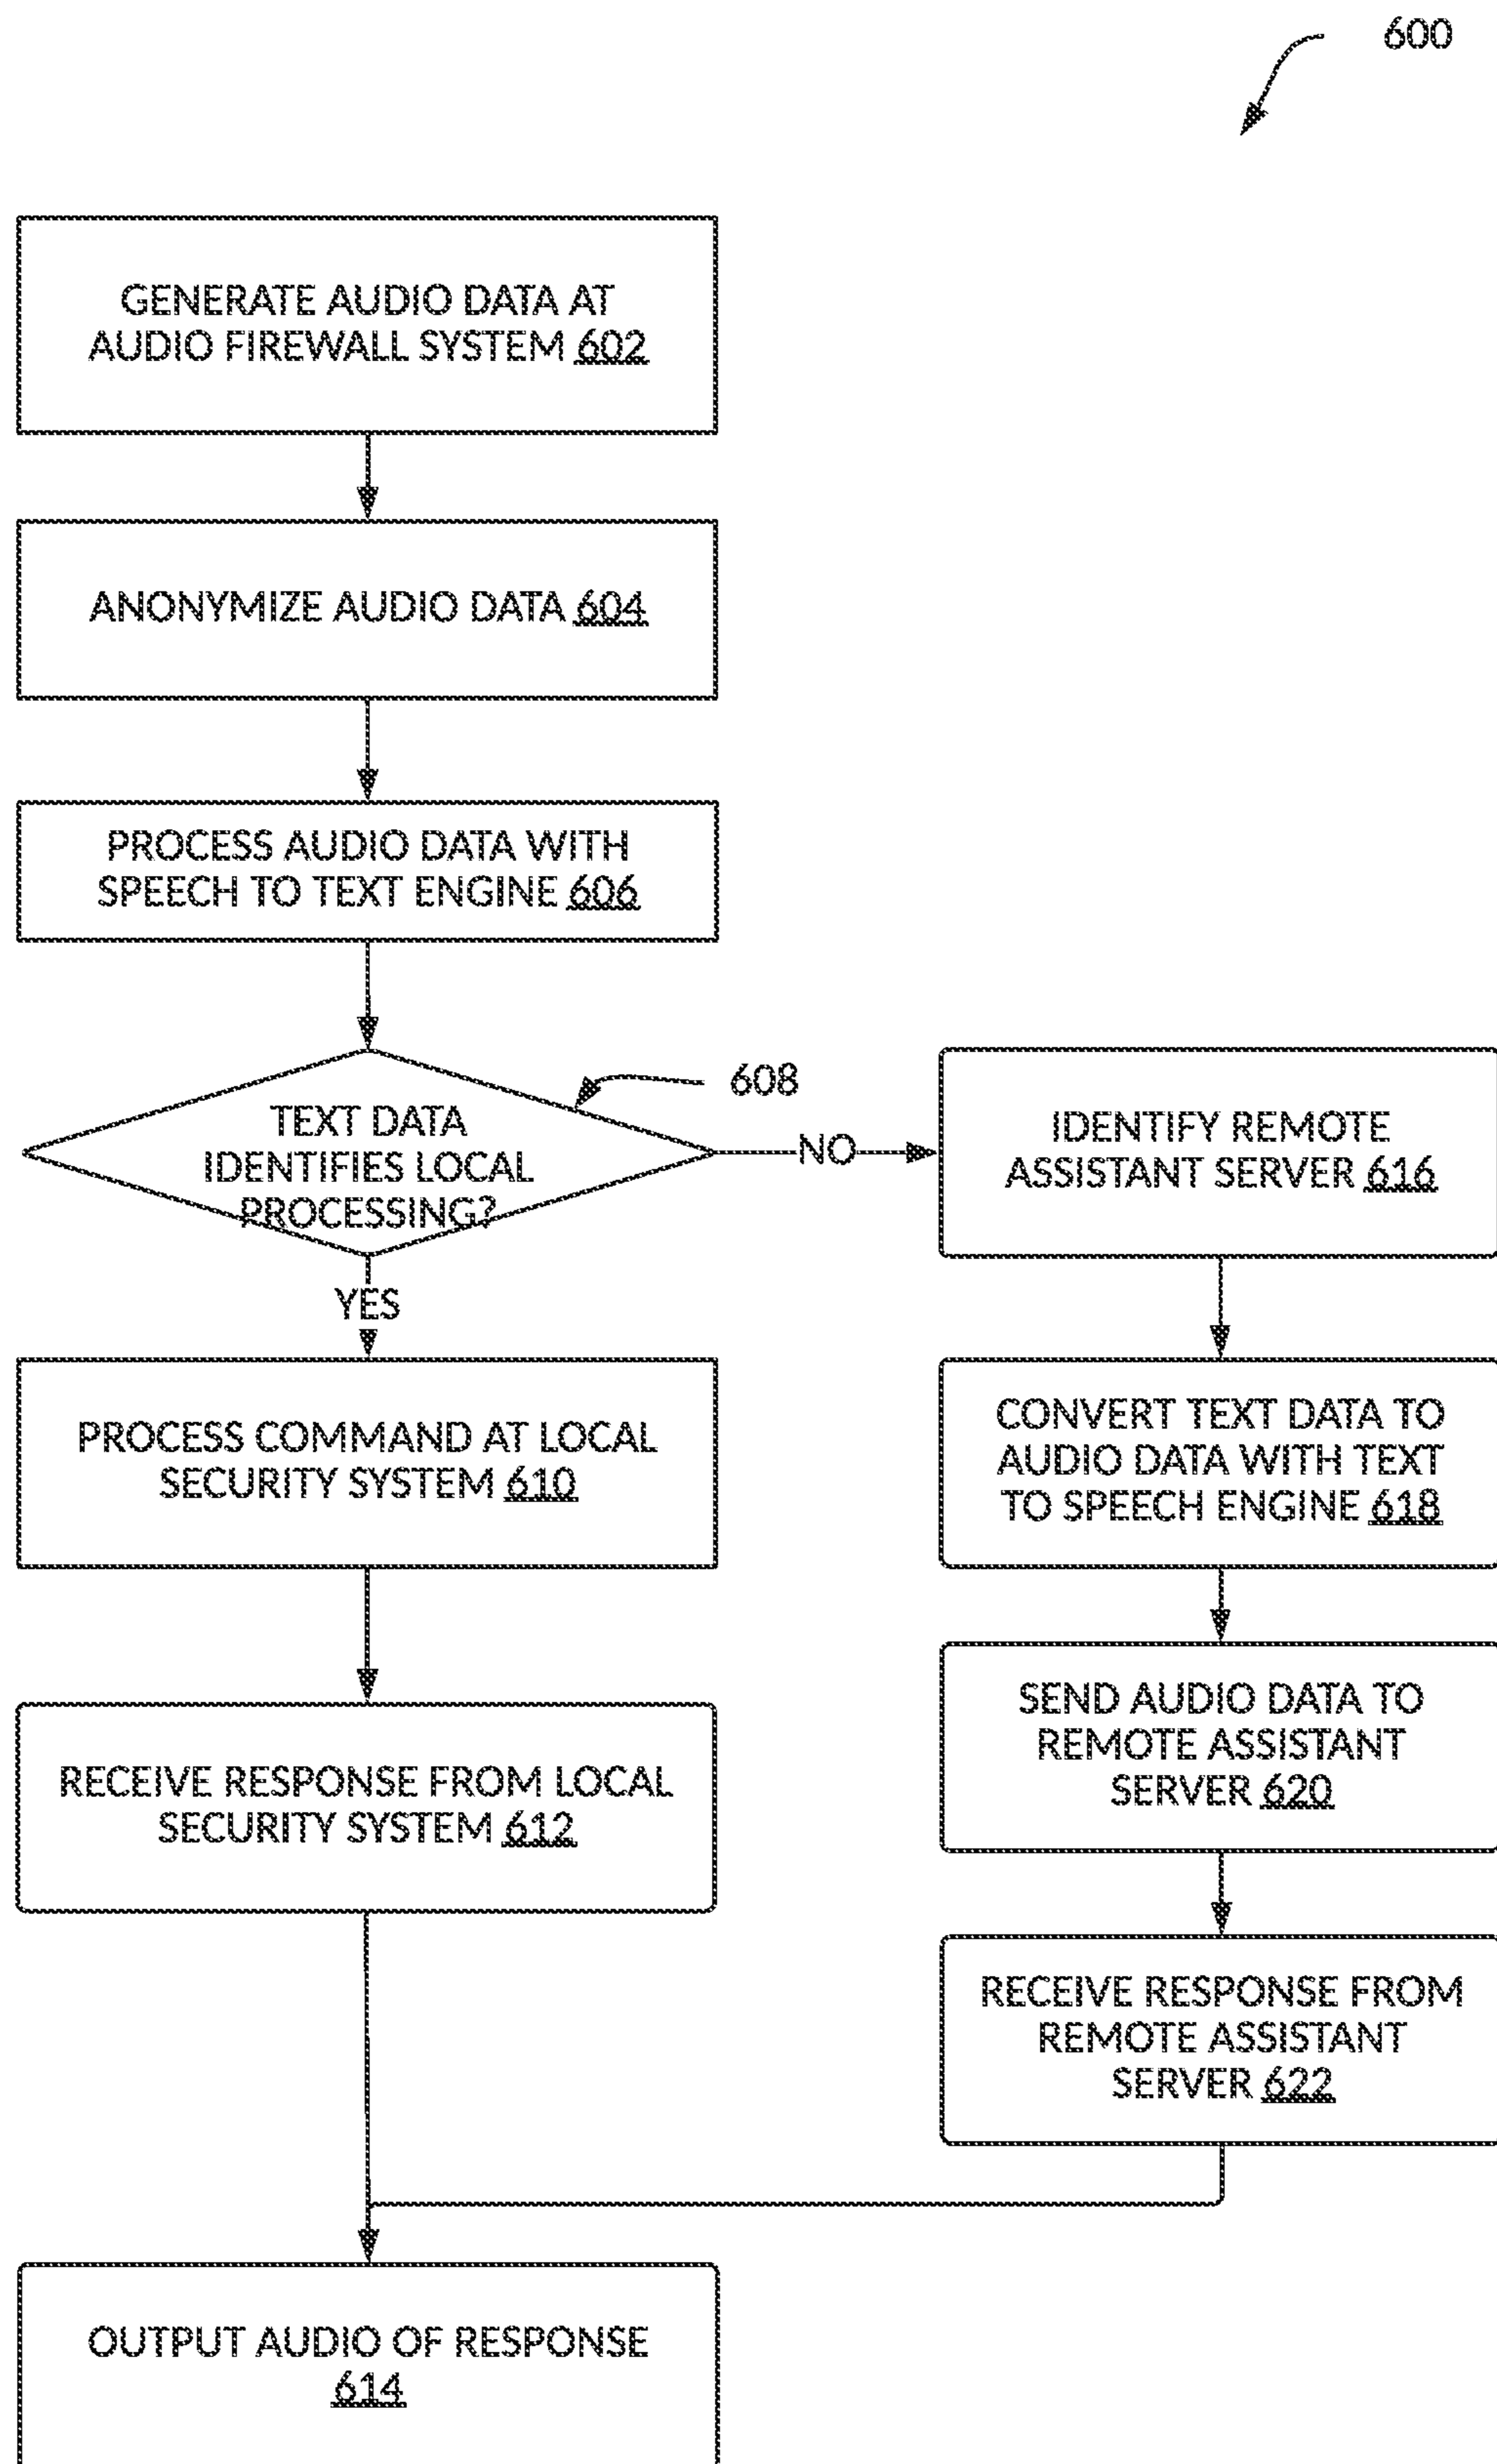 600
GENERATE AUDIO DATA AT
AUDIO FIREWALL SYSTEM 602
ANONYMIZE AUDIO DATA 604
PROCESS AUDIO DATA WITH
SPEECH TO TEXT ENGINE 606
608
TEXT DATA
IDENTIFIES LOCAL
PROCESSING?
NO
YES
IDENTIFY REMOTE
ASSISTANT SERVER 616
PROCESS COMMAND AT LOCAL
SECURITY SYSTEM 610
CONVERT TEXT DATA TO
AUDIO DATA WITH TEXT
TO SPEECH ENGINE 618
RECEIVE RESPONSE FROM LOCAL
SECURITY SYSTEM 612
SEND AUDIO DATA TO
REMOTE ASSISTANT
SERVER 620
RECEIVE RESPONSE FROM
REMOTE ASSISTANT
SERVER 622
OUTPUT AUDIO OF RESPONSE
614